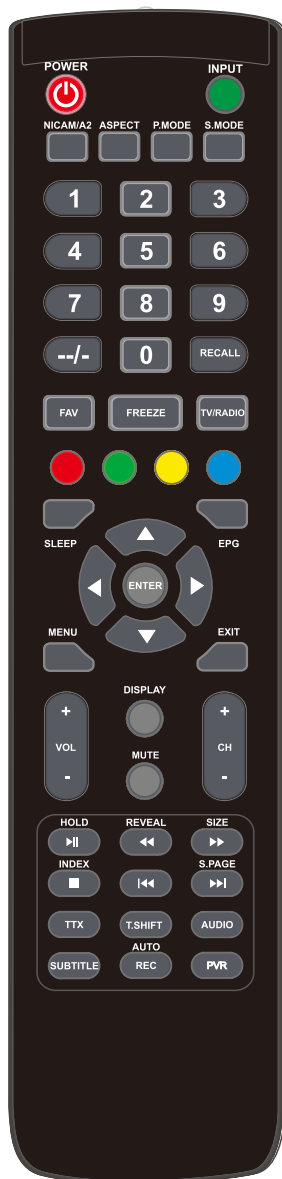 POWER INPUT
NICAM/A2 ASPECT P.MODE S.MODE
1 2 3
4 5 6
7 8 9
--/- 0 RECALL
FAV FREEZE TV/RADIO
SLEEP EPG
ENTER
MENU EXIT
DISPLAY
+ +
VOL CH
- -
MUTE
HOLD REVEAL SIZE
INDEX S.PAGE
TTX T.SHIFT AUDIO
AUTO
SUBTITLE REC PVR